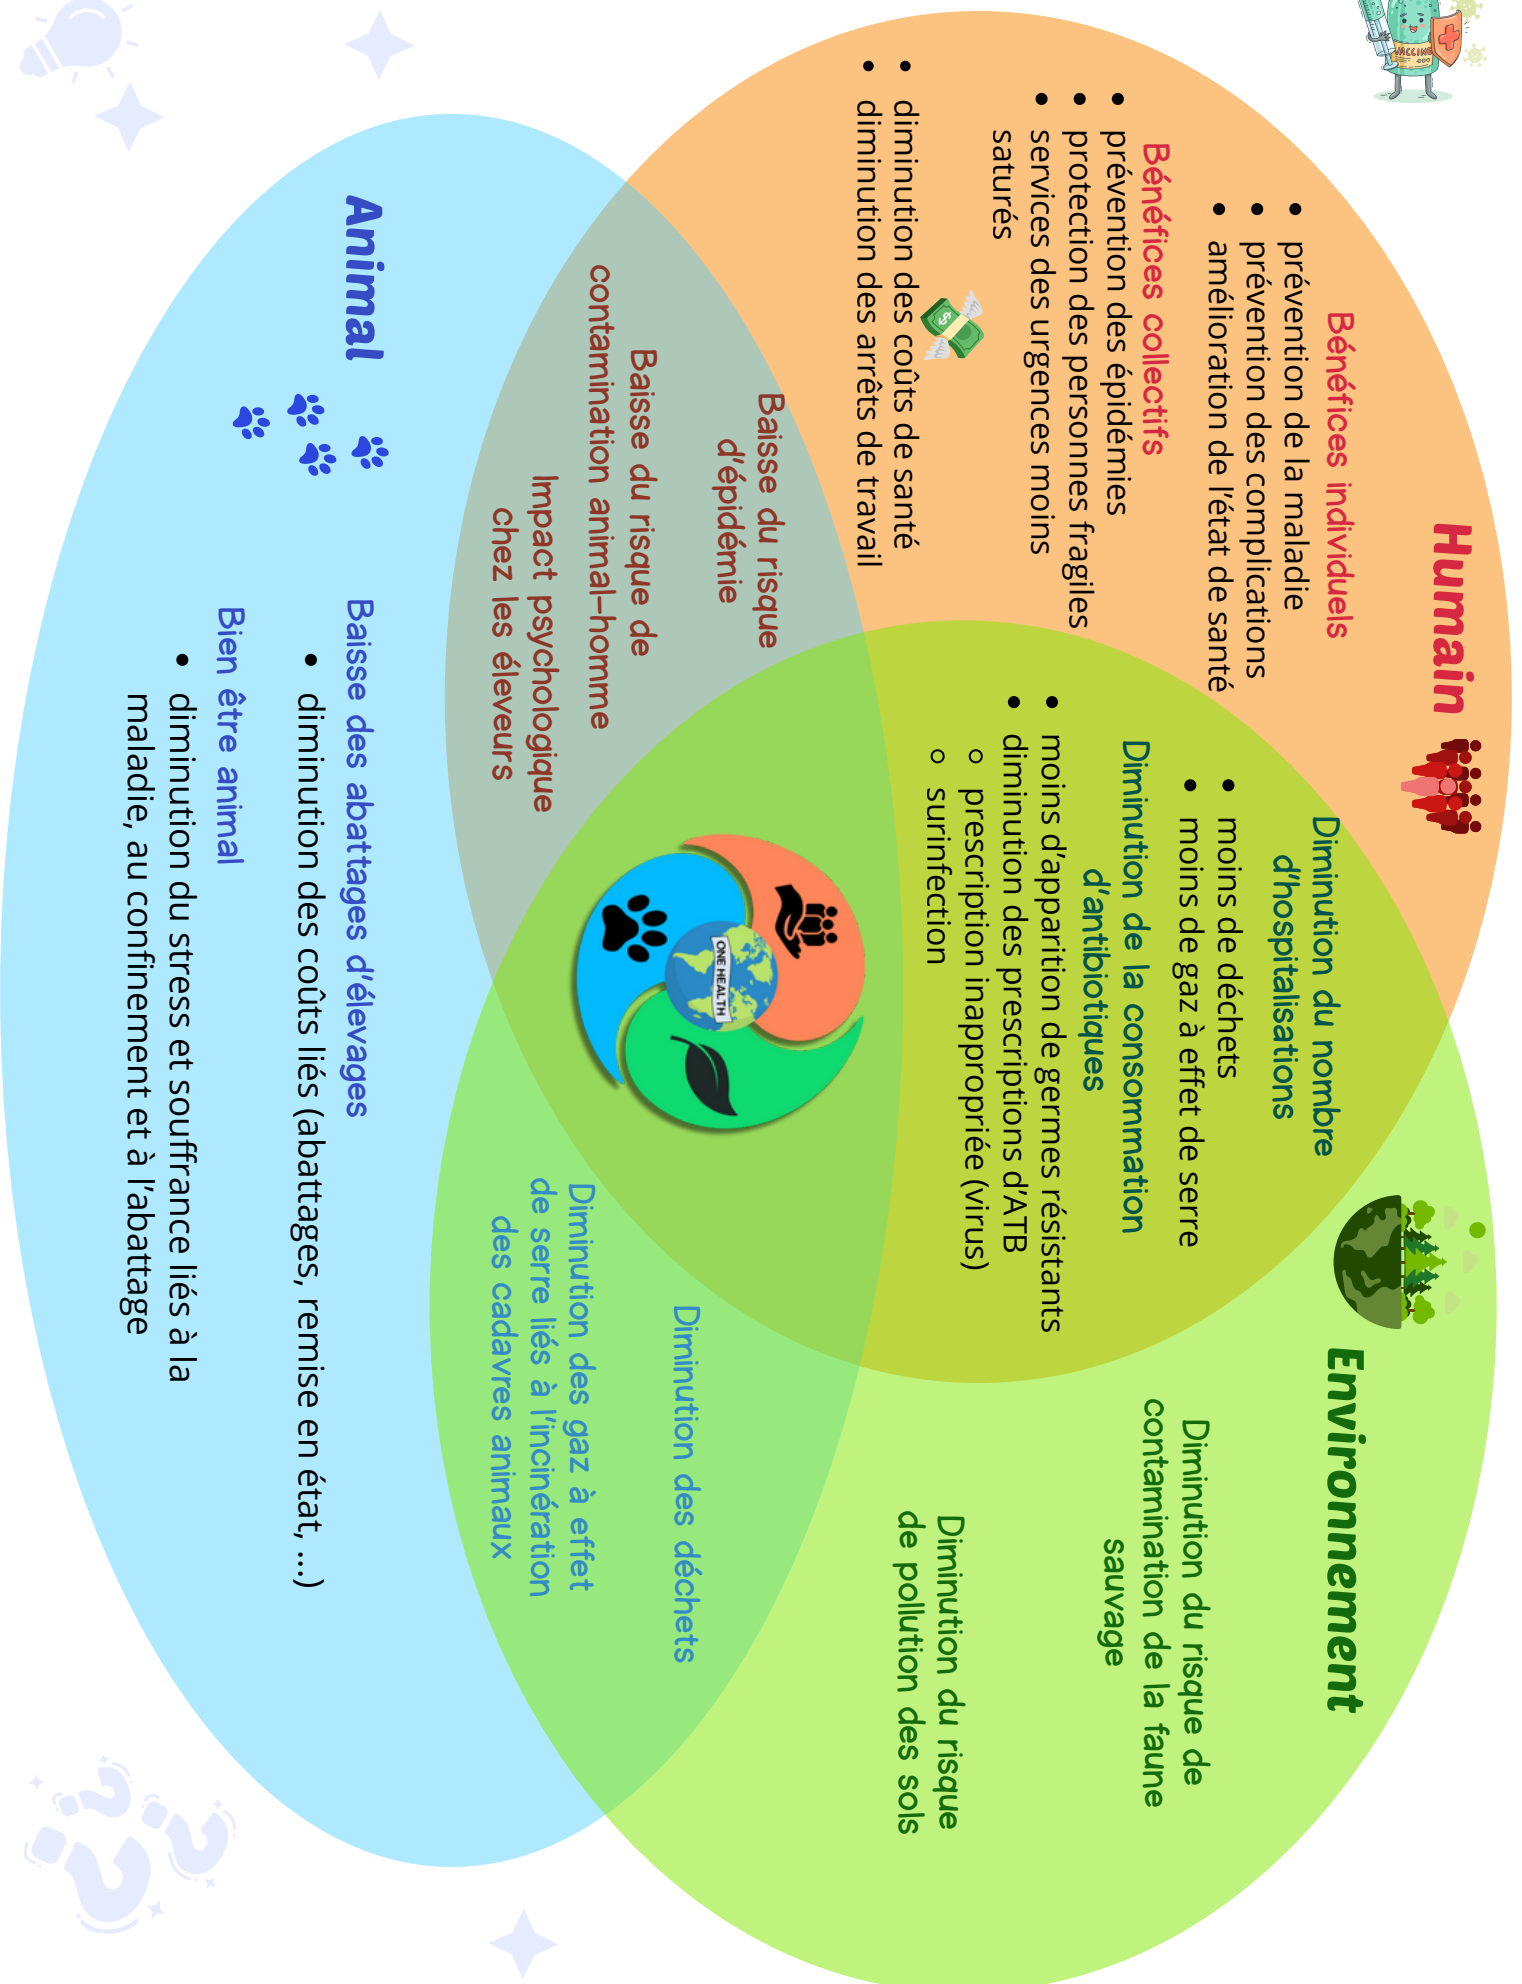 Humain
Bénéfices individuels
prévention de la maladie
prévention des complications
amélioration de l'état de santé
Bénéfices collectifs
prévention des épidémies
protection des personnes fragiles
services des urgences moins
saturés
diminution des coûts de santé
diminution des arrêts de travail
VACCINE
Diminution du nombre
d'hospitalisations
moins de déchets
moins de gaz à effet de serre
Diminution de la consommation
d'antibiotiques
moins d'apparition de germes résistants
diminution des prescriptions d'ATB
prescription inappropriée (virus)
surinfection
Environnement
Diminution du risque de
contamination de la faune
sauvage
Diminution du risque
de pollution des sols
Baisse du risque
d'épidémie
Baisse du risque de
contamination animal-homme
Impact psychologique
chez les éleveurs
ONE HEALTH
Diminution des déchets
Diminution des gaz à effet
de serre liés à l'incinération
des cadavres animaux
Animal
Baisse des abattages d'élevages
diminution des coûts liés (abattages, remise en état, ...)
Bien être animal
diminution du stress et souffrance liés à la
maladie, au confinement et à l'abattage